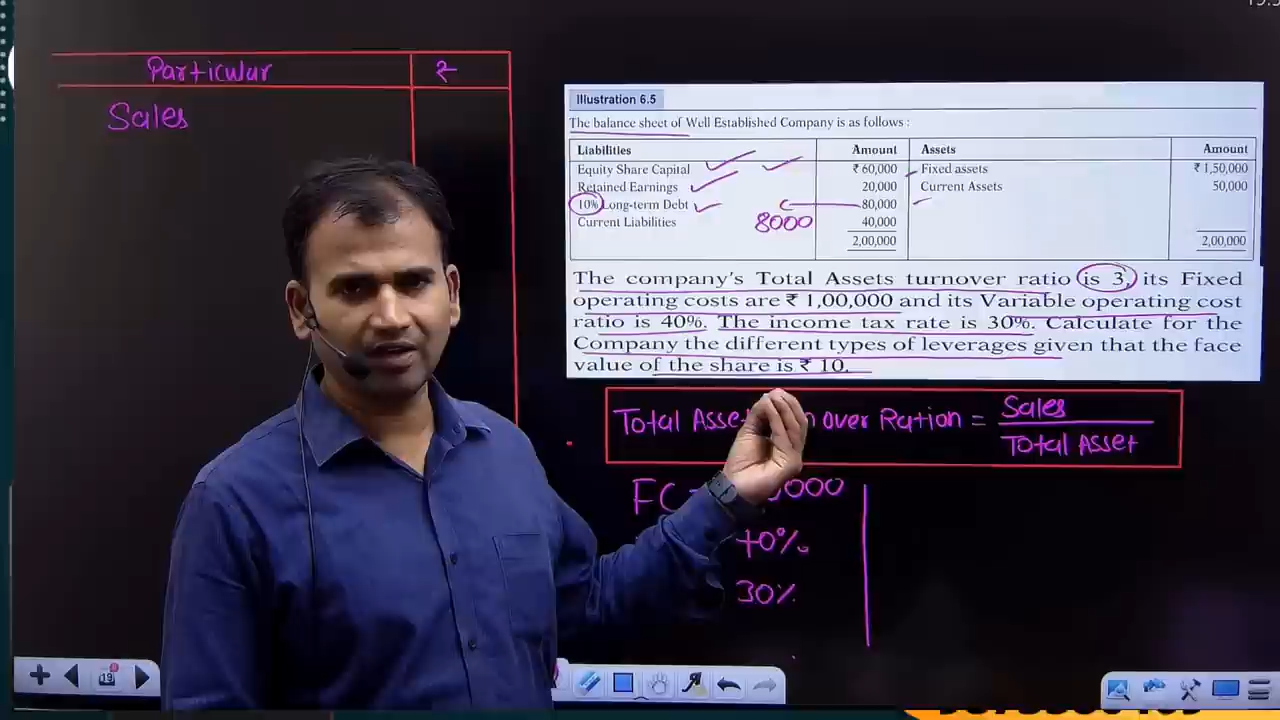 Particular ₹
Sales
Illustration 6.5
The balance sheet of Well Established Company is as follows :
Liabilities Amount Assets Amount
Equity Share Capital ₹ 60,000 Fixed assets ₹ 1,50,000
Retained Earnings 20,000 Current Assets 50,000
10% Long-term Debt 80,000
8000
Current Liabilities 40,000
2,00,000 2,00,000
The company's Total Assets turnover ratio is 3, its Fixed
operating costs are ₹ 1,00,000 and its Variable operating cost
ratio is 40%. The income tax rate is 30%. Calculate for the
Company the different types of leverages given that the face
value of the share is ₹ 10.
Total Asse over Ration = Sales
Total Asset
FC
30%
19